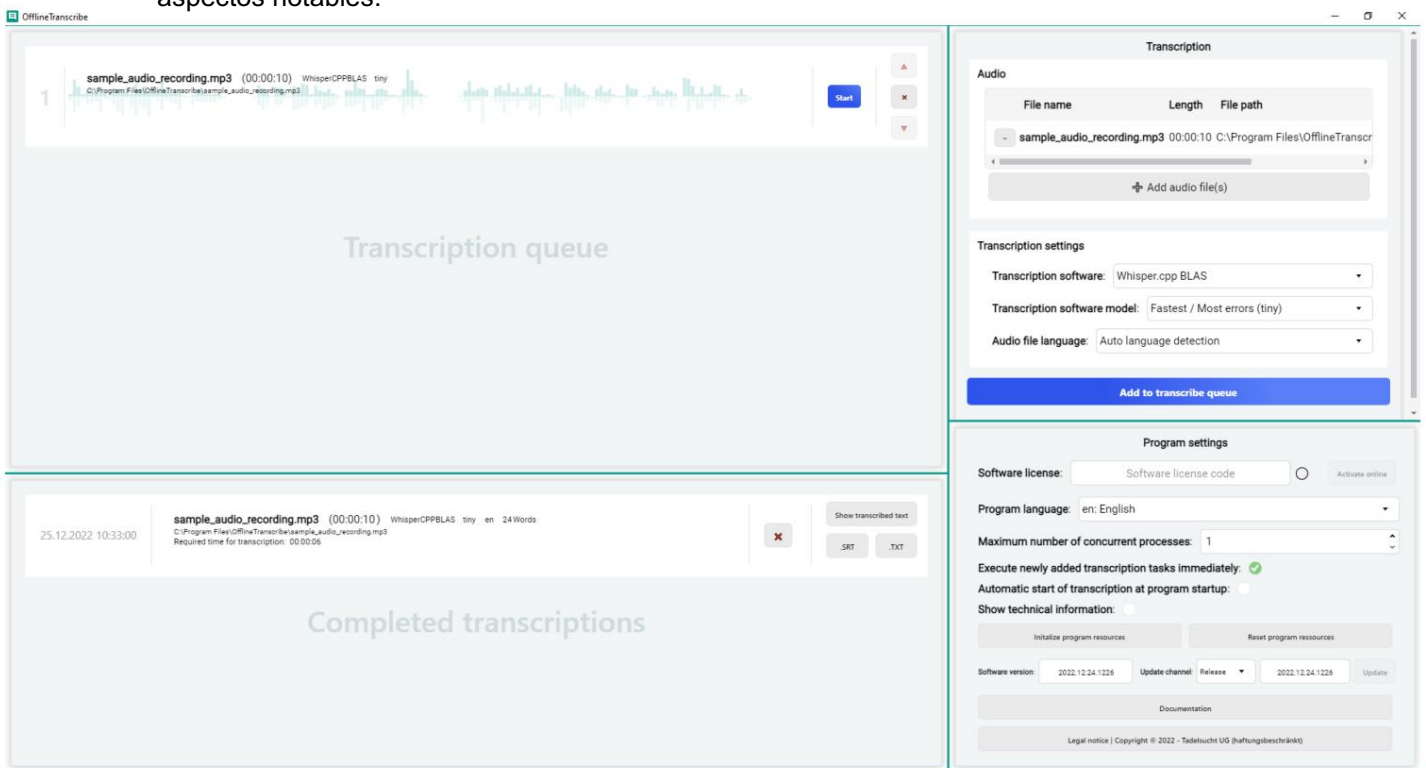 aspectos notables.
OfflineTranscribe
1
sample_audio_recording.mp3 (00:00:10) WhisperCPPBLAS tiny
C:\Program Files\OfflineTranscribe\sample_audio_recording.mp3
Start
Transcription queue
25.12.2022 10:33:00
sample_audio_recording.mp3 (00:00:10) WhisperCPPBLAS tiny en 24 Words
C:\Program Files\OfflineTranscribe\sample_audio_recording.mp3
Required time for transcription: 00:00:06
Show transcribed text
.SRT .TXT
Completed transcriptions
Transcription
Audio
File name Length File path
- sample_audio_recording.mp3 00:00:10 C:\Program Files\OfflineTranscr
Add audio file(s)
Transcription settings
Transcription software: Whisper.cpp BLAS
Transcription software model: Fastest / Most errors (tiny)
Audio file language: Auto language detection
Add to transcribe queue
Program settings
Software license: Software license code Activate online
Program language: en: English
Maximum number of concurrent processes: 1
Execute newly added transcription tasks immediately:
Automatic start of transcription at program startup:
Show technical information:
Initalize program resources Reset program ressources
Software version: 2022.12.24.1226 Update channel: Release 2022.12.24.1226 Update
Documentation
Legal notice | Copyright © 2022 - Tadelsucht UG (haftungsbeschränkt)